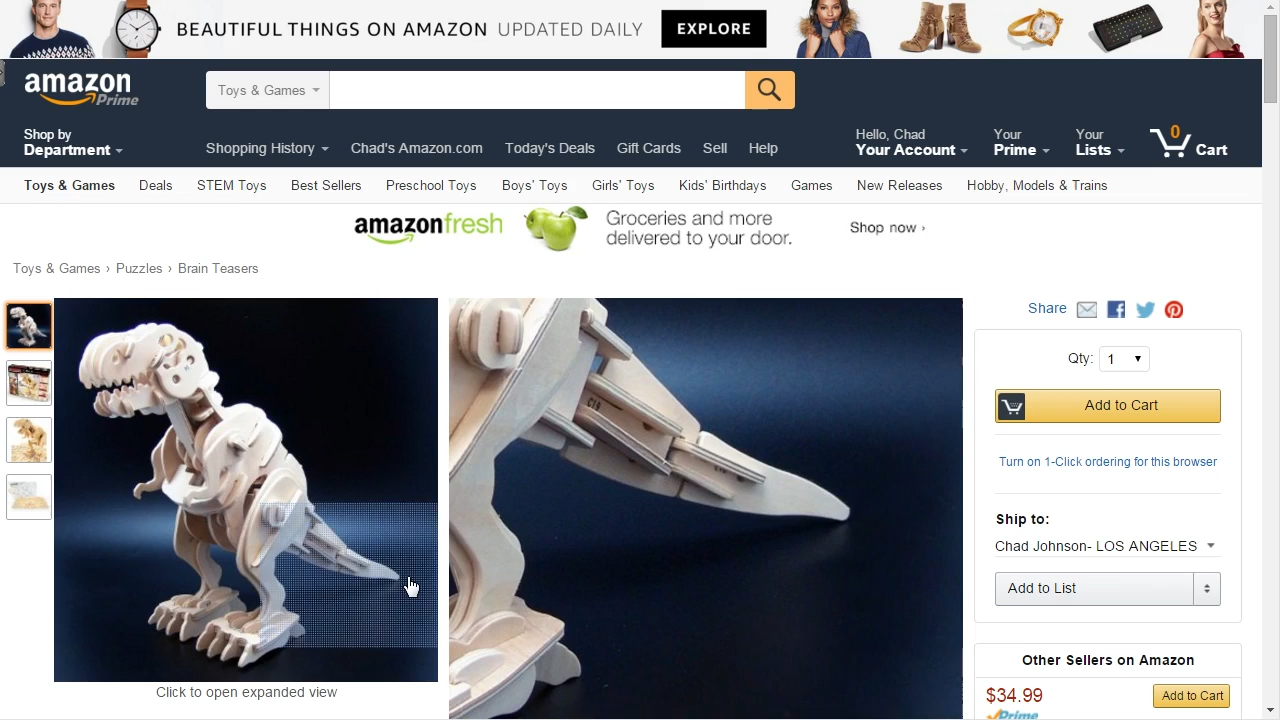 BEAUTIFUL THINGS ON AMAZON UPDATED DAILY EXPLORE
amazon
Prime
Toys & Games
Shop by
Department
Shopping History
Chad's Amazon.com
Today's Deals
Gift Cards
Sell
Help
Hello, Chad
Your Account
Your
Prime
Your
Lists
0
Cart
Toys & Games
Deals
STEM Toys
Best Sellers
Preschool Toys
Boys' Toys
Girls' Toys
Kids' Birthdays
Games
New Releases
Hobby, Models & Trains
amazonfresh
Groceries and more
delivered to your door.
Shop now ›
Toys & Games › Puzzles › Brain Teasers
C19
Click to open expanded view
Share
Qty: 1
Add to Cart
Turn on 1-Click ordering for this browser
Ship to:
Chad Johnson- LOS ANGELES
Add to List
Other Sellers on Amazon
$34.99
Add to Cart
Prime